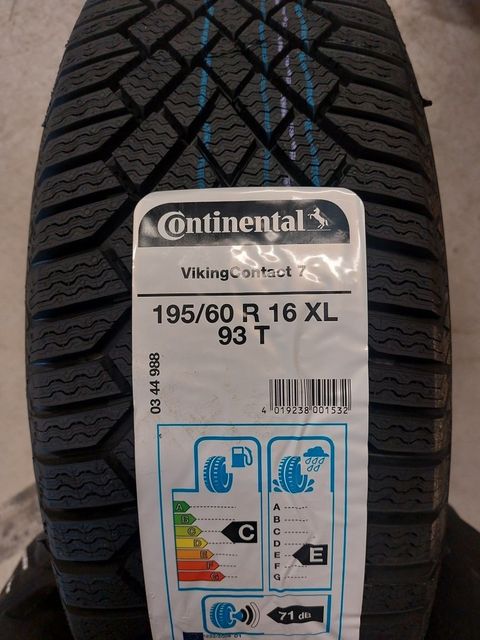 Continental
VikingContact 7
195/60 R 16 XL
93 T
03 44 988
4 019238 001532
A
B
C
D
E
F
G
C
A
B
C
D
E
F
G
E
71 dB